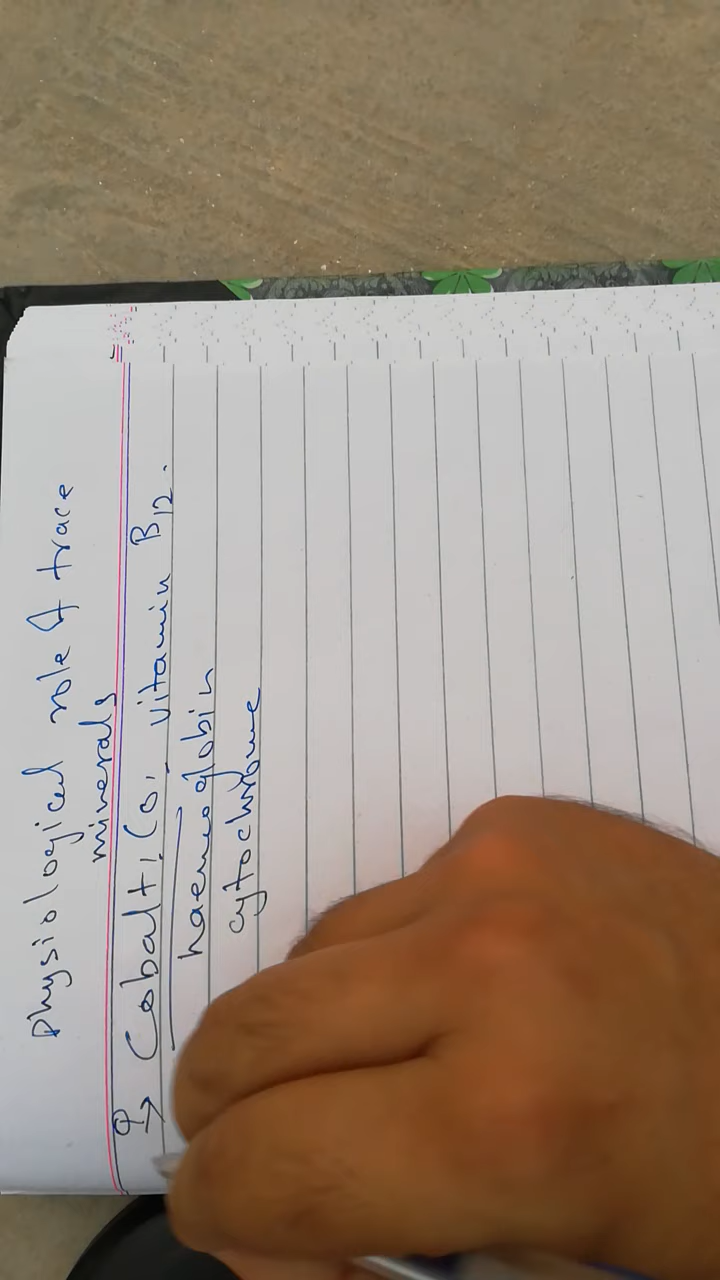 Physiological role of trace
minerals
→ Cobalt, Co, vitamin B12.
haemoglobin
cytochrome